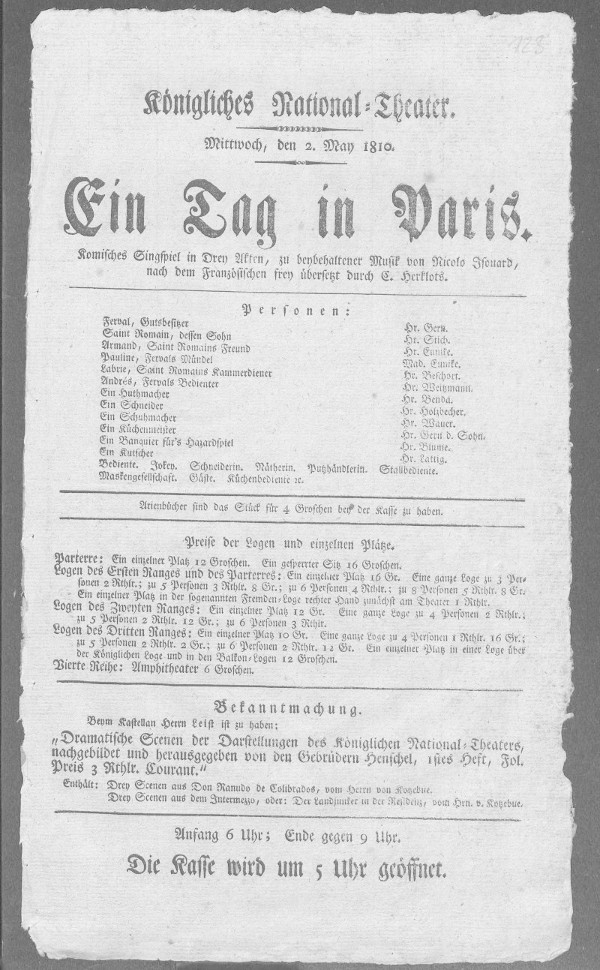 128
Königliches National-Theater.
Mittwoch, den 2. May 1810.
Ein Tag in Paris.
Komisches Singspiel in Drey Akten, zu beybehaltener Musik von Nicolo Isouard,
nach dem Französischen frey übersetzt durch C. Herklots.
Personen:
Ferval, Gutsbesitzer Hr. Gern.
Saint Romain, dessen Sohn Hr. Stich.
Armand, Saint Romains Freund Hr. Eunike.
Pauline, Fervals Mündel Mad. Eunike.
Labrie, Saint Romains Kammerdiener Hr. Beschort.
Andrés, Fervals Bedienter Hr. Weitzmann.
Ein Huthmacher Hr. Benda.
Ein Schneider Hr. Holzbecher.
Ein Schuhmacher Hr. Wauer.
Ein Küchenmeister Hr. Gern d. Sohn.
Ein Banquier für's Hazardspiel Hr. Blume.
Ein Kutscher Hr. Lattig.
Bediente. Jokey. Schneiderin. Nätherin. Putzhändlerin. Stallbediente.
Maskengesellschaft. Gäste. Küchenbediente ꝛc.
Arienbücher sind das Stück für 4 Groschen bey der Kasse zu haben.
Preise der Logen und einzelnen Plätze.
Parterre: Ein einzelner Platz 12 Groschen. Ein gesperrter Sitz 16 Groschen.
Logen des Ersten Ranges und des Parterres: Ein einzelner Platz 16 Gr. Eine ganze Loge zu 3 Per-
sonen 2 Rthlr.; zu 5 Personen 3 Rthlr. 8 Gr.; zu 6 Personen 4 Rthlr.; zu 8 Personen 5 Rthlr. 8 Gr.
Ein einzelner Platz in der sogenannten Fremden-Loge rechter Hand zunächst am Theater 1 Rthlr.
Logen des Zweyten Ranges: Ein einzelner Platz 12 Gr. Eine ganze Loge zu 4 Personen 2 Rthlr.;
zu 5 Personen 2 Rthlr. 12 Gr.; zu 6 Personen 3 Rthlr.
Logen des Dritten Ranges: Ein einzelner Platz 10 Gr. Eine ganze Loge zu 4 Personen 1 Rthlr. 16 Gr.;
zu 5 Personen 2 Rthlr. 2 Gr.; zu 6 Personen 2 Rthlr. 12 Gr. Ein einzelner Platz in einer Loge über
der Königlichen Loge und in den Balkon-Logen 12 Groschen.
Vierte Reihe: Amphitheater 6 Groschen.
Bekanntmachung.
Beym Kastellan Herrn Leist ist zu haben;
„Dramatische Scenen der Darstellungen des Königlichen National-Theaters,
nachgebildet und herausgegeben von den Gebrüdern Henschel, 1stes Heft, Fol.
Preis 3 Rthlr. Courant.“
Enthält: Drey Scenen aus Don Ranudo de Colibrados, vom Herrn von Kotzebue.
Drey Scenen aus dem Intermezzo, oder: Der Landjunker in der Residenz, vom Hrn. v. Kotzebue.
Anfang 6 Uhr; Ende gegen 9 Uhr.
Die Kasse wird um 5 Uhr geöffnet.